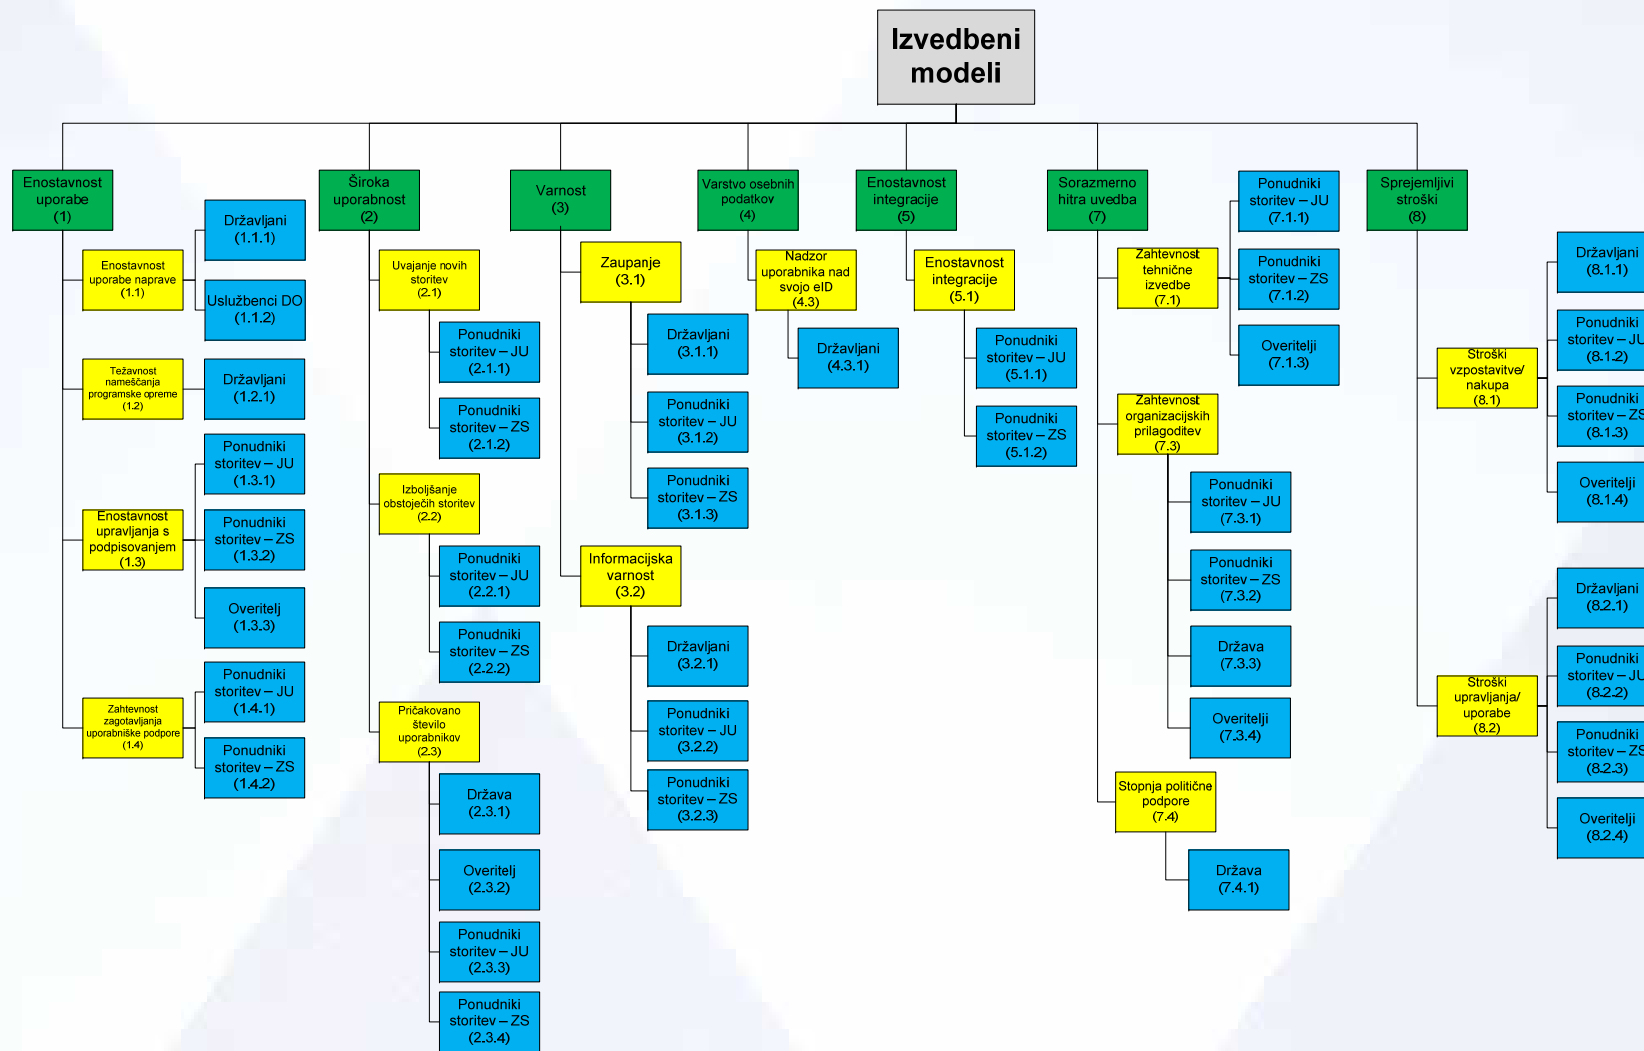 Izvedbeni
modeli
Enostavnost
uporabe
(1)
Enostavnost
uporabe naprave
(1.1)
Državljani
(1.1.1)
Uslužbenci DO
(1.1.2)
Težavnost
nameščanja
programske opreme
(1.2)
Državljani
(1.2.1)
Enostavnost
upravljanja s
podpisovanjem
(1.3)
Ponudniki
storitev – JU
(1.3.1)
Ponudniki
storitev – ZS
(1.3.2)
Overitelj
(1.3.3)
Zahtevnost
zagotavljanja
uporabniške podpore
(1.4)
Ponudniki
storitev – JU
(1.4.1)
Ponudniki
storitev – ZS
(1.4.2)
Široka
uporabnost
(2)
Uvajanje novih
storitev
(2.1)
Ponudniki
storitev – JU
(2.1.1)
Ponudniki
storitev – ZS
(2.1.2)
Izboljšanje
obstoječih storitev
(2.2)
Ponudniki
storitev – JU
(2.2.1)
Ponudniki
storitev – ZS
(2.2.2)
Pričakovano
število
uporabnikov
(2.3)
Država
(2.3.1)
Overitelj
(2.3.2)
Ponudniki
storitev – JU
(2.3.3)
Ponudniki
storitev – ZS
(2.3.4)
Varnost
(3)
Zaupanje
(3.1)
Državljani
(3.1.1)
Ponudniki
storitev – JU
(3.1.2)
Ponudniki
storitev – ZS
(3.1.3)
Informacijska
varnost
(3.2)
Državljani
(3.2.1)
Ponudniki
storitev – JU
(3.2.2)
Ponudniki
storitev – ZS
(3.2.3)
Varstvo osebnih
podatkov
(4)
Nadzor
uporabnika nad
svojo eID
(4.3)
Državljani
(4.3.1)
Enostavnost
integracije
(5)
Enostavnost
integracije
(5.1)
Ponudniki
storitev – JU
(5.1.1)
Ponudniki
storitev – ZS
(5.1.2)
Sorazmerno
hitra uvedba
(7)
Zahtevnost
tehnične
izvedbe
(7.1)
Ponudniki
storitev – JU
(7.1.1)
Ponudniki
storitev – ZS
(7.1.2)
Overitelji
(7.1.3)
Zahtevnost
organizacijskih
prilagoditev
(7.3)
Ponudniki
storitev – JU
(7.3.1)
Ponudniki
storitev – ZS
(7.3.2)
Država
(7.3.3)
Overitelji
(7.3.4)
Stopnja politične
podpore
(7.4)
Država
(7.4.1)
Sprejemljivi
stroški
(8)
Stroški
vzpostavitve/
nakupa
(8.1)
Državljani
(8.1.1)
Ponudniki
storitev – JU
(8.1.2)
Ponudniki
storitev – ZS
(8.1.3)
Overitelji
(8.1.4)
Stroški
upravljanja/
uporabe
(8.2)
Državljani
(8.2.1)
Ponudniki
storitev – JU
(8.2.2)
Ponudniki
storitev – ZS
(8.2.3)
Overitelji
(8.2.4)